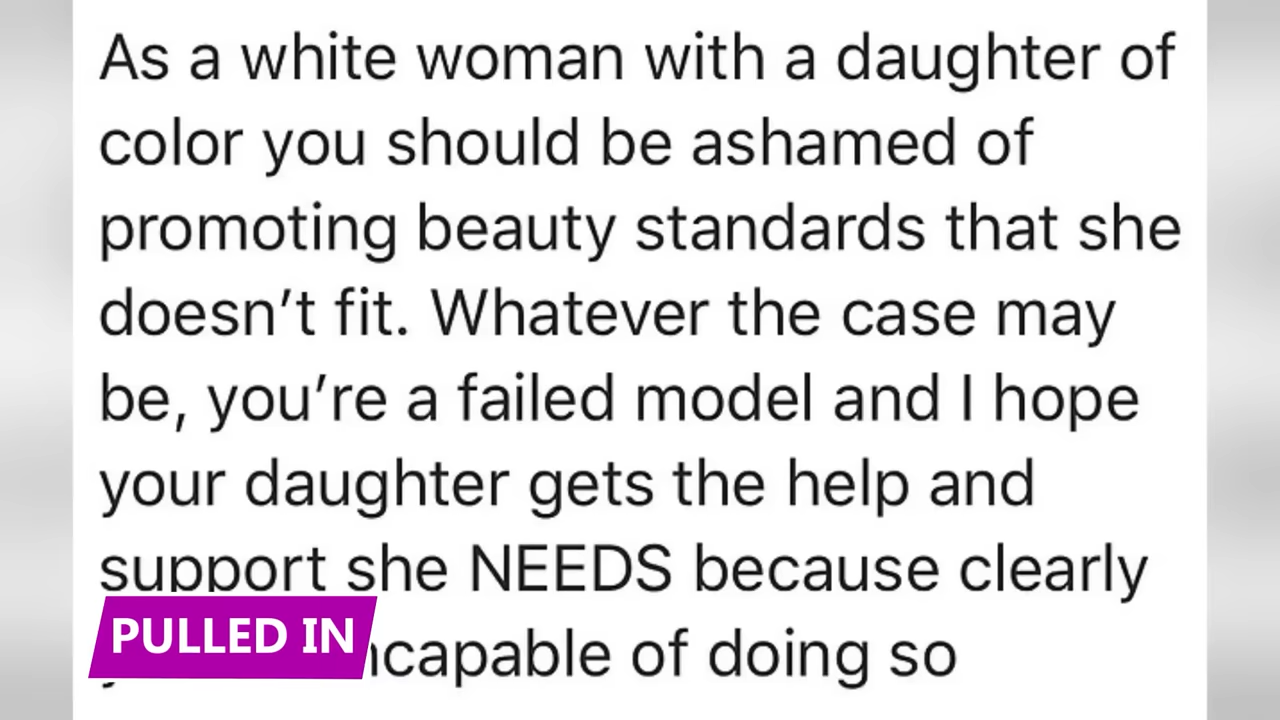 As a white woman with a daughter of
color you should be ashamed of
promoting beauty standards that she
doesn’t fit. Whatever the case may
be, you’re a failed model and I hope
your daughter gets the help and
support she NEEDS because clearly
PULLED IN
of doing so